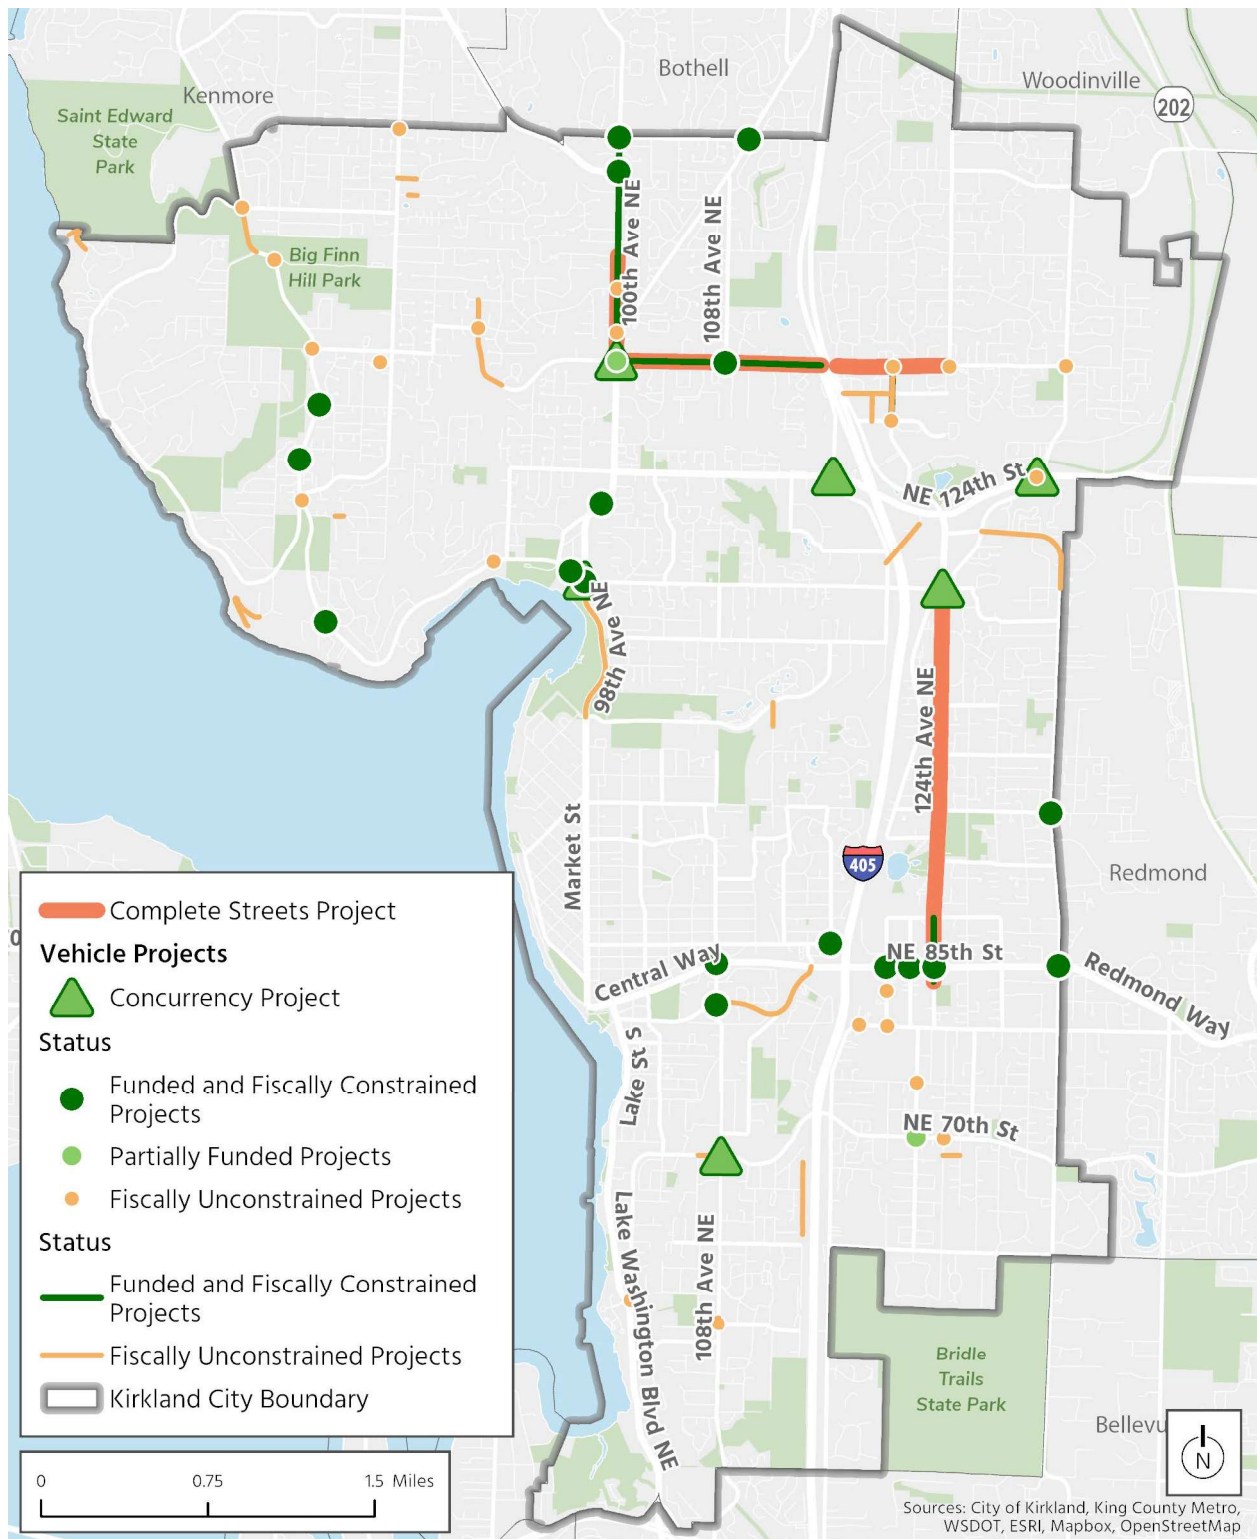 Bothell
Woodinville
Kenmore
202
Saint Edward
State
Park
100th Ave NE
108th Ave NE
Big Finn
Hill Park
NE 124th St
98th Ave NE
124th Ave NE
Market St
405
Redmond
NE 85th St
Central Way
Redmond Way
Lake St S
NE 70th St
Lake Washington Blvd NE
108th Ave NE
Bridle
Trails
State Park
Complete Streets Project
Vehicle Projects
Concurrency Project
Status
Funded and Fiscally Constrained
Projects
Partially Funded Projects
Fiscally Unconstrained Projects
Status
Funded and Fiscally Constrained
Projects
Fiscally Unconstrained Projects
Kirkland City Boundary
0 0.75 1.5 Miles
Bellevu
N
Sources: City of Kirkland, King County Metro,
WSDOT, ESRI, Mapbox, OpenStreetMap